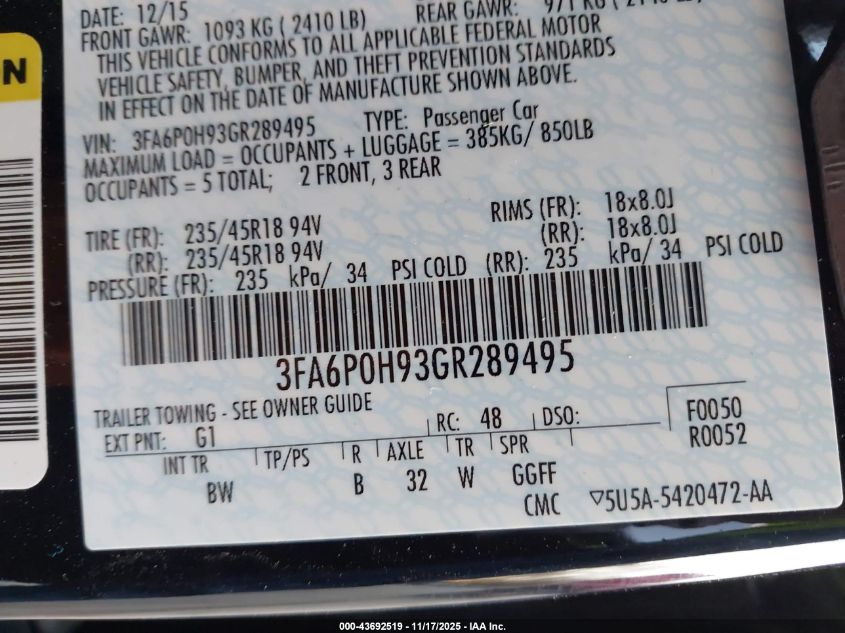 DATE: 12/15 REAR GAWR: 971 KG
FRONT GAWR: 1093 KG ( 2410 LB)
THIS VEHICLE CONFORMS TO ALL APPLICABLE FEDERAL MOTOR
VEHICLE SAFETY, BUMPER, AND THEFT PREVENTION STANDARDS
IN EFFECT ON THE DATE OF MANUFACTURE SHOWN ABOVE.
N
VIN: 3FA6P0H93GR289495 TYPE: Passenger Car
MAXIMUM LOAD = OCCUPANTS + LUGGAGE = 385KG/ 850LB
OCCUPANTS = 5 TOTAL; 2 FRONT, 3 REAR
TIRE (FR): 235/45R18 94V RIMS (FR): 18x8.0J
(RR): 235/45R18 94V (RR): 18x8.0J
PRESSURE (FR): 235 kPa/ 34 PSI COLD (RR): 235 kPa/ 34 PSI COLD
3FA6P0H93GR289495
TRAILER TOWING - SEE OWNER GUIDE
EXT PNT: G1 RC: 48 DSO: F0050
R0052
INT TR TP/PS R AXLE TR SPR
BW B 32 W GGFF
CMC ▽5U5A-5420472-AA
000-43692519 - 11/17/2025 - IAA Inc.